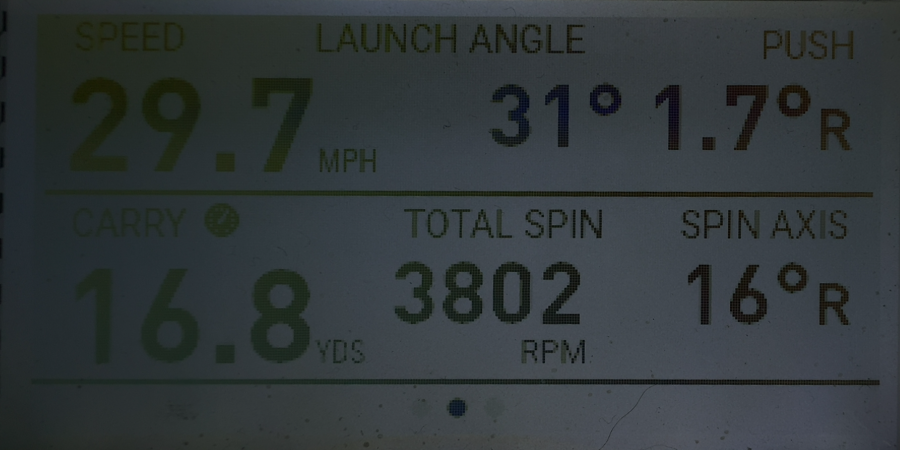 SPEED LAUNCH ANGLE PUSH
29.7 MPH 31° 1.7° R
CARRY TOTAL SPIN SPIN AXIS
16.8 YDS 3802 RPM 16° R